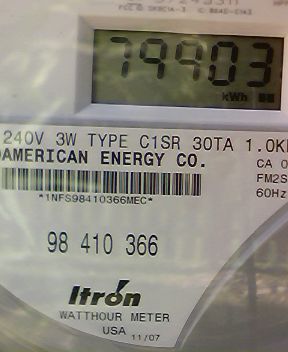 79903
kWh
240V 3W TYPE C1SR 30TA 1.0K
AMERICAN ENERGY CO.
CA 0
*1NFS98410366MEC*
FM2S
60Hz
98 410 366
Itron
WATTHOUR METER
USA 11/07